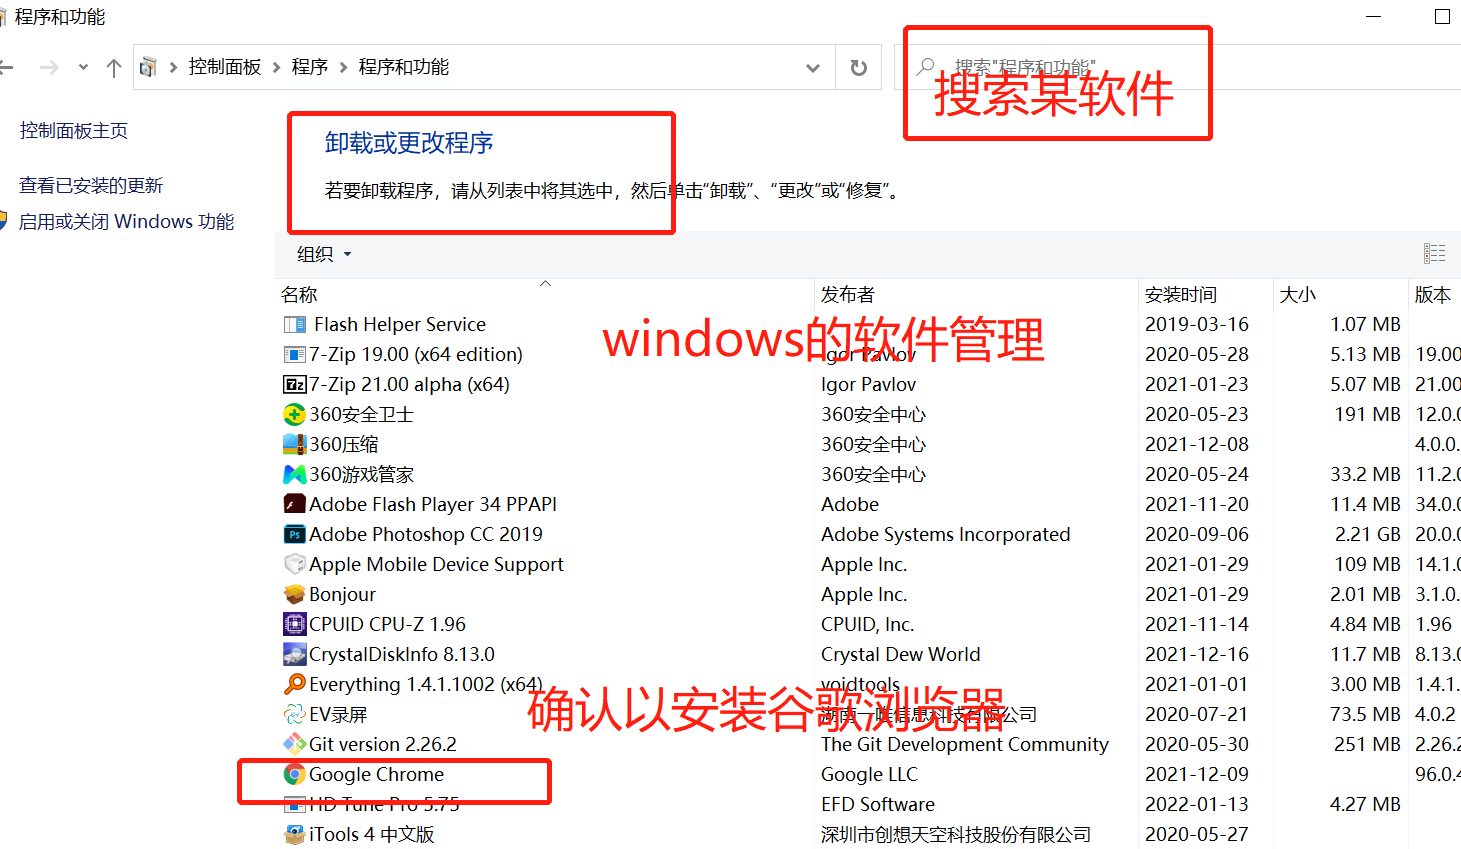 程序和功能
控制面板 程序 程序和功能
搜索"程序和功能"
搜索某软件
控制面板主页
查看已安装的更新
启用或关闭 Windows 功能
卸载或更改程序
若要卸载程序，请从列表中将其选中，然后单击“卸载”、“更改”或“修复”。
组织
名称 发布者 安装时间 大小 版本
Flash Helper Service 2019-03-16 1.07 MB
windows的软件管理
7-Zip 19.00 (x64 edition) Igor Pavlov 2020-05-28 5.13 MB 19.00
7-Zip 21.00 alpha (x64) Igor Pavlov 2021-01-23 5.07 MB 21.00
360安全卫士 360安全中心 2020-05-23 191 MB 12.0.0
360压缩 360安全中心 2021-12-08 4.0.0.
360游戏管家 360安全中心 2020-05-24 33.2 MB 11.2.0
Adobe Flash Player 34 PPAPI Adobe 2021-11-20 11.4 MB 34.0.0
Adobe Photoshop CC 2019 Adobe Systems Incorporated 2020-09-06 2.21 GB 20.0.0
Apple Mobile Device Support Apple Inc. 2021-01-29 109 MB 14.1.0
Bonjour Apple Inc. 2021-01-29 2.01 MB 3.1.0.
CPUID CPU-Z 1.96 CPUID, Inc. 2021-11-14 4.84 MB 1.96
CrystalDiskInfo 8.13.0 Crystal Dew World 2021-12-16 11.7 MB 8.13.0
Everything 1.4.1.1002 (x64) voidtools 2021-01-01 3.00 MB 1.4.1.
确认以安装谷歌浏览器
EV录屏 湖南一唯信息科技有限公司 2020-07-21 73.5 MB 4.0.2
Git version 2.26.2 The Git Development Community 2020-05-30 251 MB 2.26.2
Google Chrome Google LLC 2021-12-09 96.0.4
HD Tune Pro 5.75 EFD Software 2022-01-13 4.27 MB
iTools 4 中文版 深圳市创想天空科技股份有限公司 2020-05-27